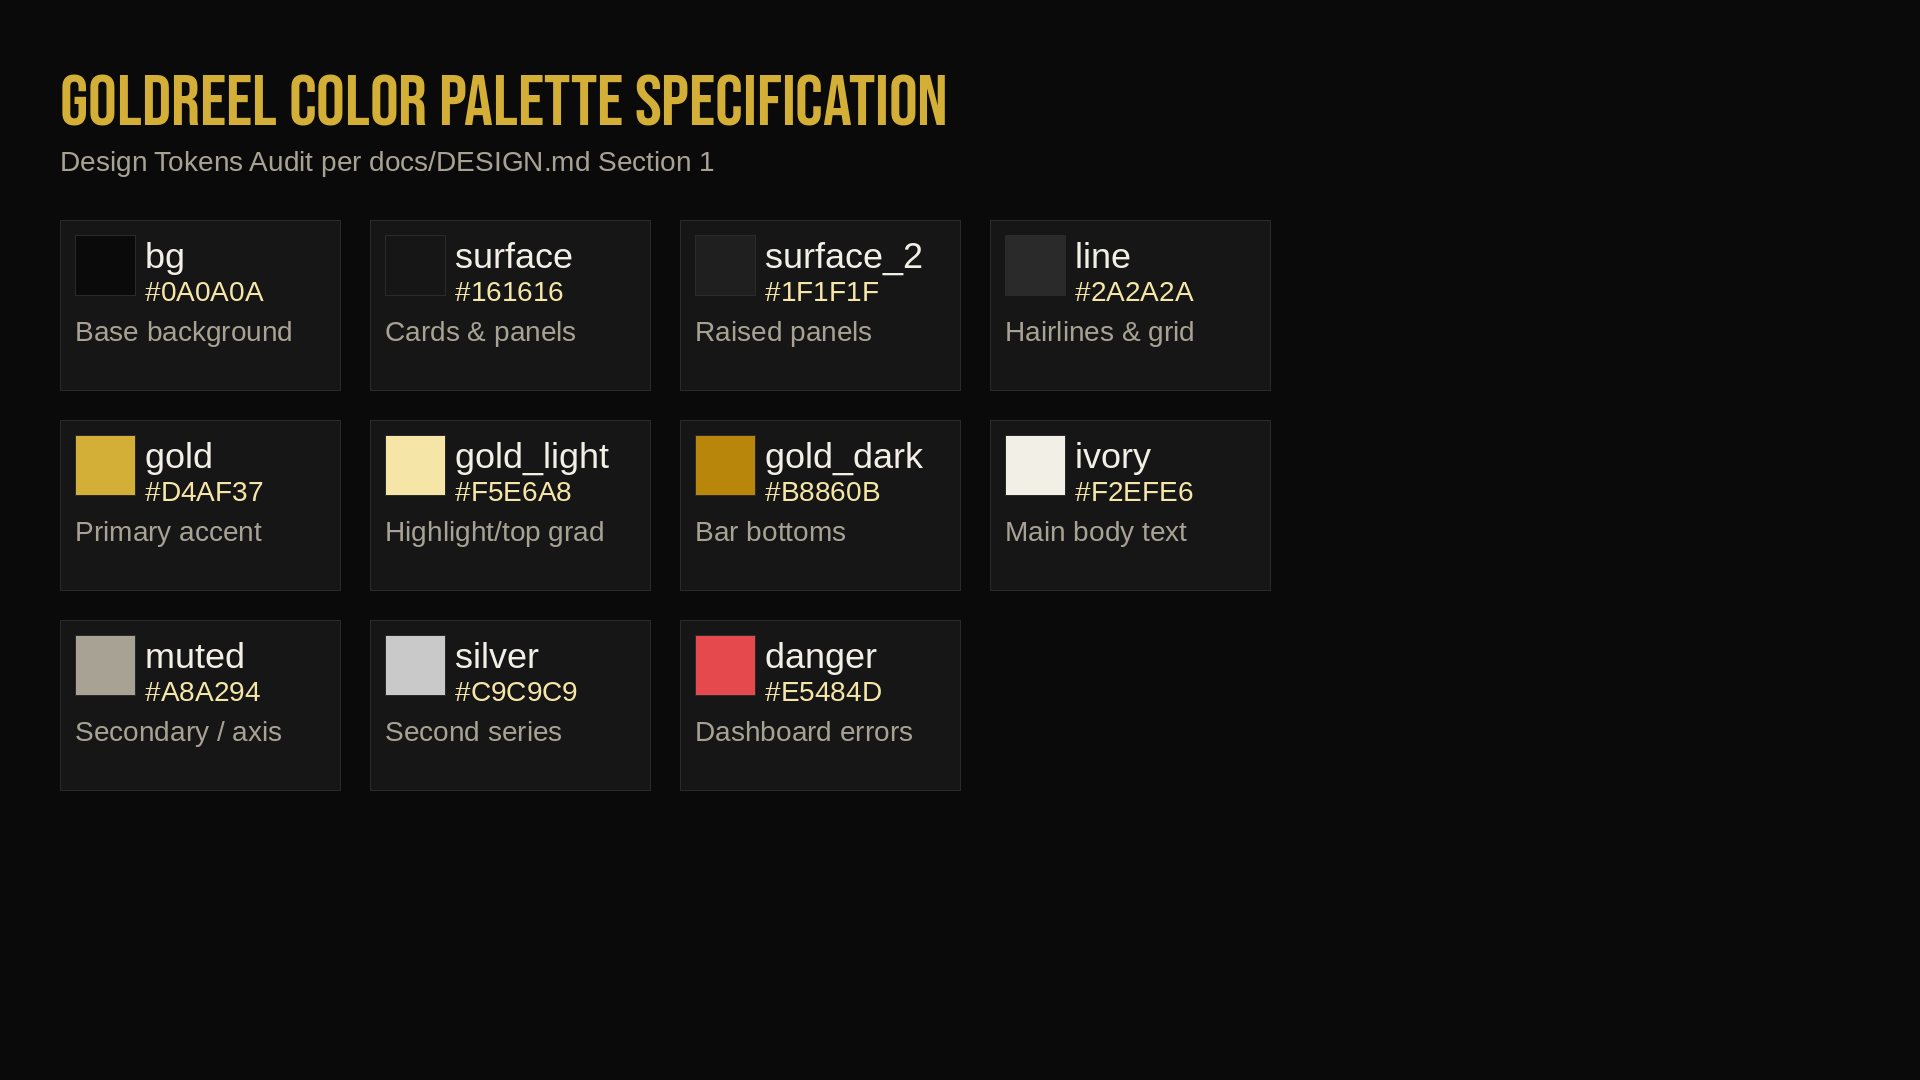 GOLDREEL COLOR PALETTE SPECIFICATION
Design Tokens Audit per docs/DESIGN.md Section 1
bg
#0A0A0A
Base background
surface
#161616
Cards & panels
surface_2
#1F1F1F
Raised panels
line
#2A2A2A
Hairlines & grid
gold
#D4AF37
Primary accent
gold_light
#F5E6A8
Highlight/top grad
gold_dark
#B8860B
Bar bottoms
ivory
#F2EFE6
Main body text
muted
#A8A294
Secondary / axis
silver
#C9C9C9
Second series
danger
#E5484D
Dashboard errors